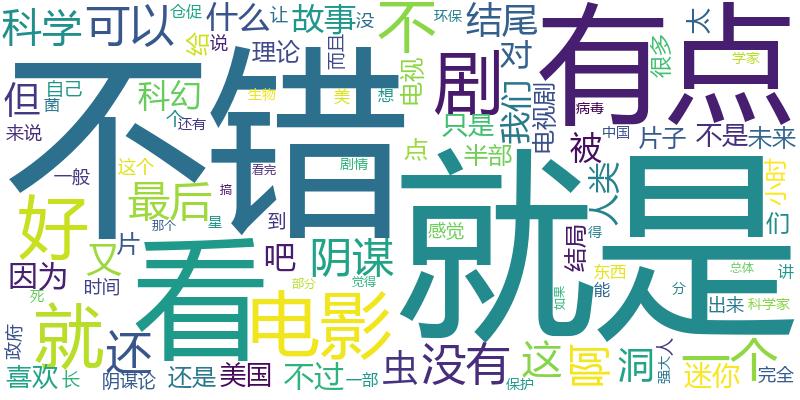 科学 可以 仓促 什么 让 故事 没 环保 结尾 太
给 说 理论 而且 不 剧 对 很多 学家
不错 有点
但 自己 菌 科幻 生物 美 想 电视 我们 电视剧 病毒
来说 个 还有 只是 被 中国 片子 不是 未来
一般 这个 看完 剧情 点 半部 人类 小时
好 最后 搞 就是
星 到 感觉 得 们
片 那个 吧 阴谋 结局
因为 又 看 电影 东西 总体 讲
时间 部分 觉得 如果 能 分
死 就 还 出来 科学家
政府 虫 没有 这 啊 洞 强大 人 一个
喜欢 长 阴谋论 还是 美国 不过 一部 保护 迷你 完全